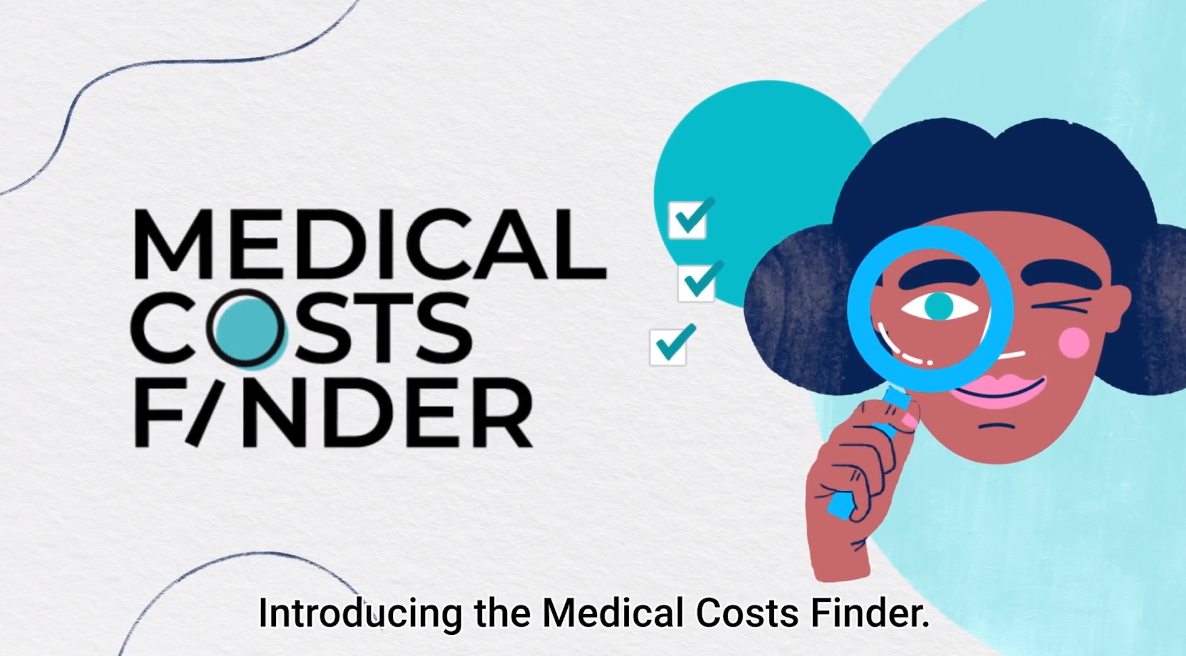 MEDICAL
COSTS
FINDER
Introducing the Medical Costs Finder.